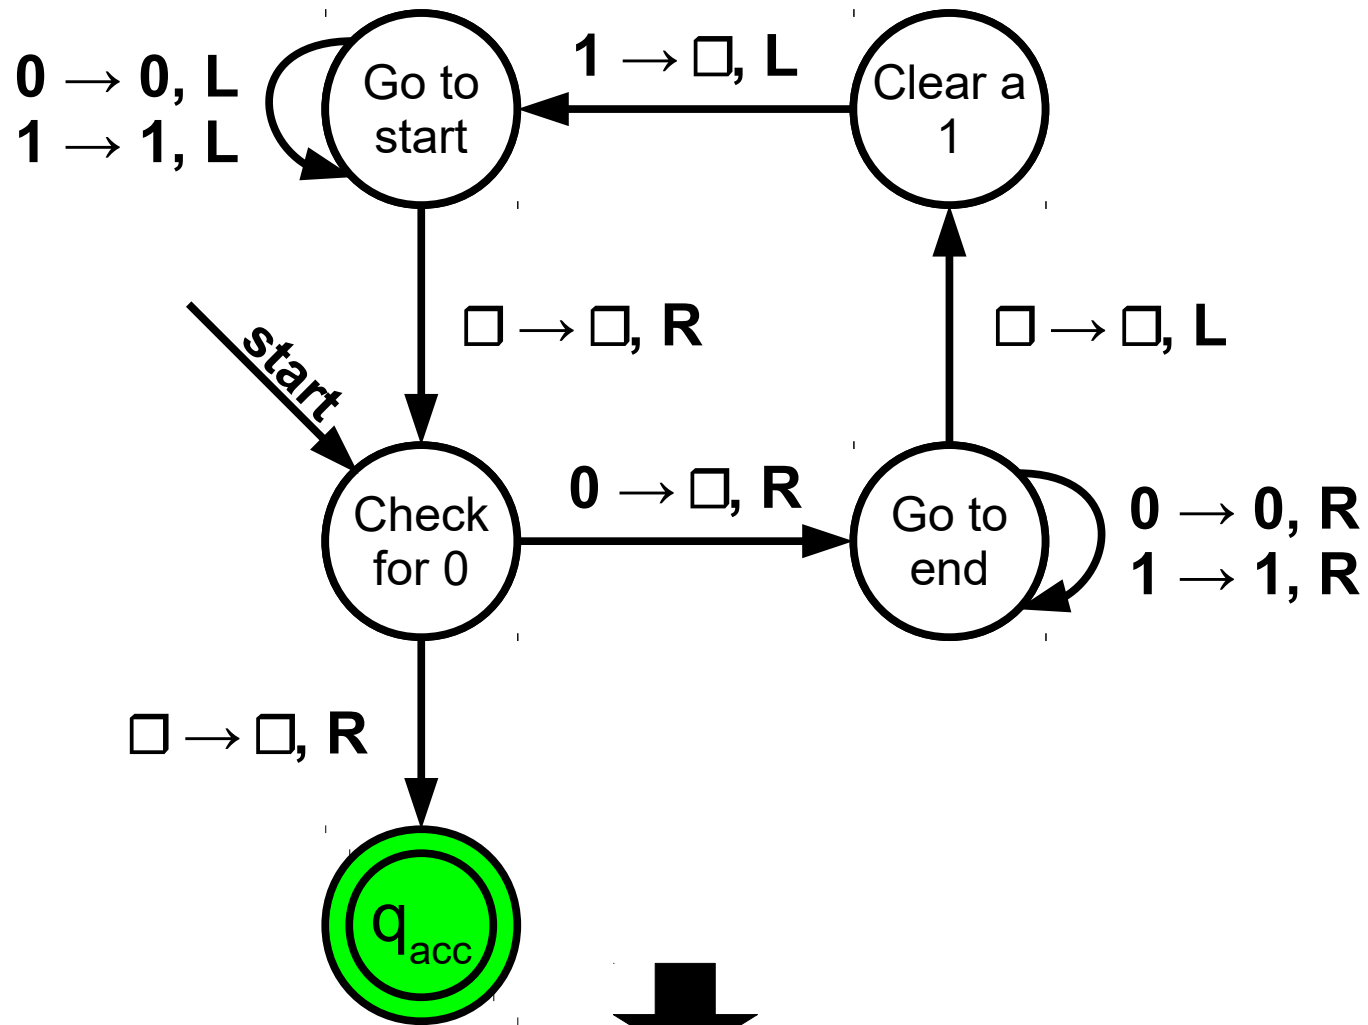 0 → 0, L
1 → 1, L
Go to
start
1 → □, L
Clear a
1
□ → □, R
□ → □, L
start
Check
for 0
0 → □, R
Go to
end
0 → 0, R
1 → 1, R
□ → □, R
qacc